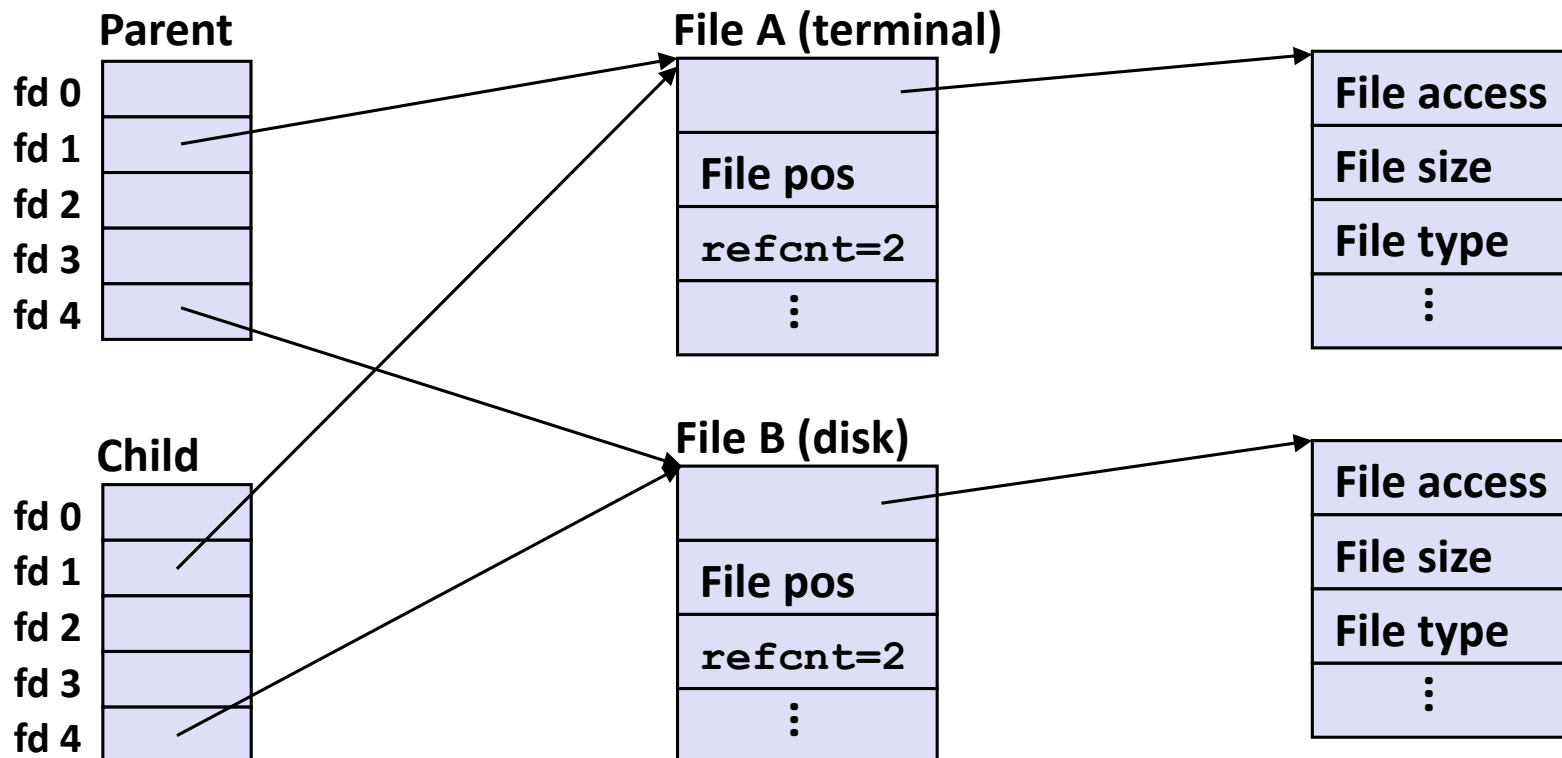 Parent
fd 0
fd 1
fd 2
fd 3
fd 4
File A (terminal)
File pos
refcnt=2
⋮
File access
File size
File type
⋮
Child
fd 0
fd 1
fd 2
fd 3
fd 4
File B (disk)
File pos
refcnt=2
⋮
File access
File size
File type
⋮